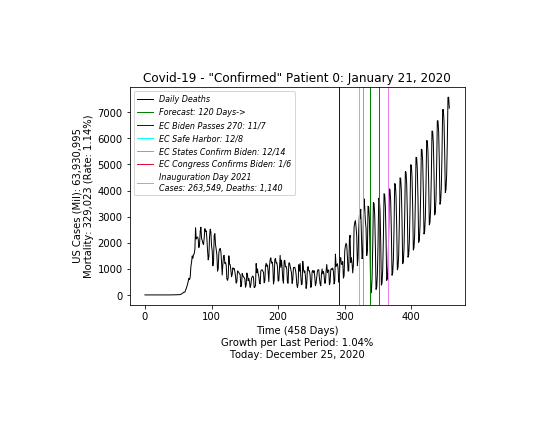 Covid-19 - "Confirmed" Patient 0: January 21, 2020
US Cases (Mil): 63,930,995
Mortality: 329,023 (Rate: 1.14%)
7000
6000
5000
4000
3000
2000
1000
0
Daily Deaths
Forecast: 120 Days->
EC Biden Passes 270: 11/7
EC Safe Harbor: 12/8
EC States Confirm Biden: 12/14
EC Congress Confirms Biden: 1/6
Inauguration Day 2021
Cases: 263,549, Deaths: 1,140
0 100 200 300 400
Time (458 Days)
Growth per Last Period: 1.04%
Today: December 25, 2020